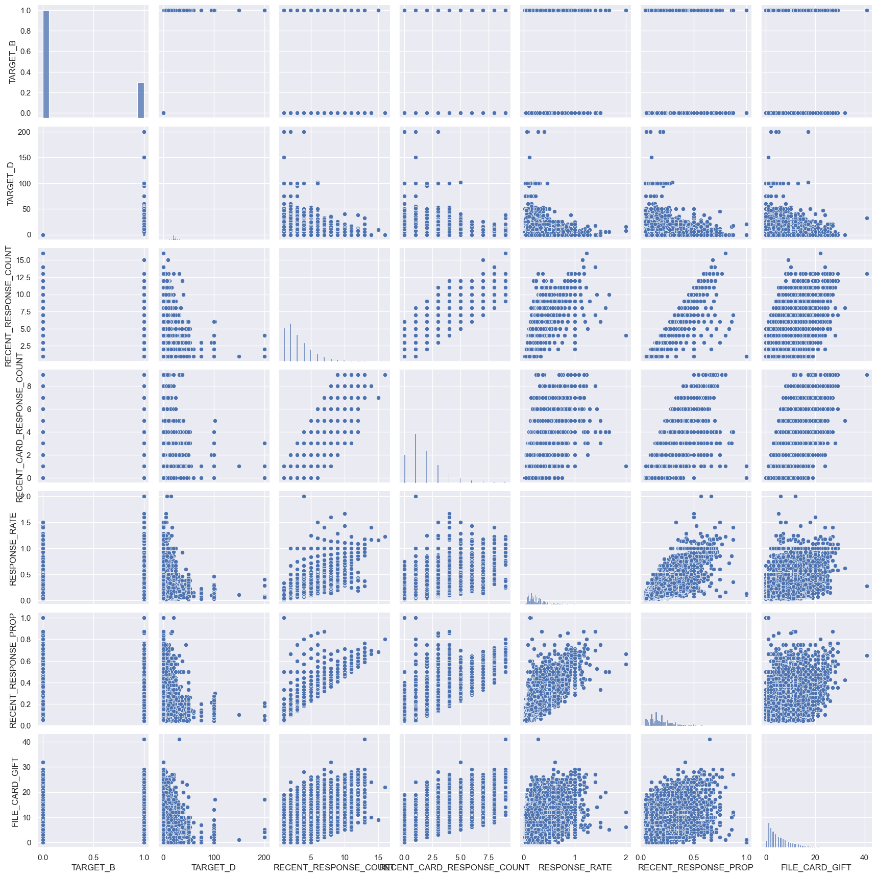 1.0
0.8
0.6
0.4
0.2
0.0
TARGET_B
200
150
100
50
0
TARGET_D
15.0
12.5
10.0
7.5
5.0
2.5
RECENT_RESPONSE_COUNT
8
6
4
2
0
RECENT_CARD_RESPONSE_COUNT
2.0
1.5
1.0
0.5
0.0
RESPONSE_RATE
1.0
0.8
0.6
0.4
0.2
0.0
RECENT_RESPONSE_PROP
40
30
20
10
0
FILE_CARD_GIFT
0.0 0.5 1.0
TARGET_B
0 100 200
TARGET_D
5 10 15
RECENT_RESPONSE_COUNT
0.0 2.5 5.0 7.5
RECENT_CARD_RESPONSE_COUNT
0 1 2
RESPONSE_RATE
0.0 0.5 1.0
RECENT_RESPONSE_PROP
0 20 40
FILE_CARD_GIFT